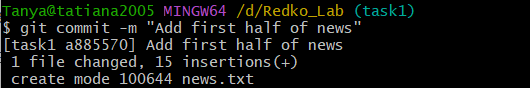 Tanya@tatiana2005 MINGW64 /d/Redko_Lab (task1)
$ git commit -m "Add first half of news"
[task1 a885570] Add first half of news
 1 file changed, 15 insertions(+)
 create mode 100644 news.txt